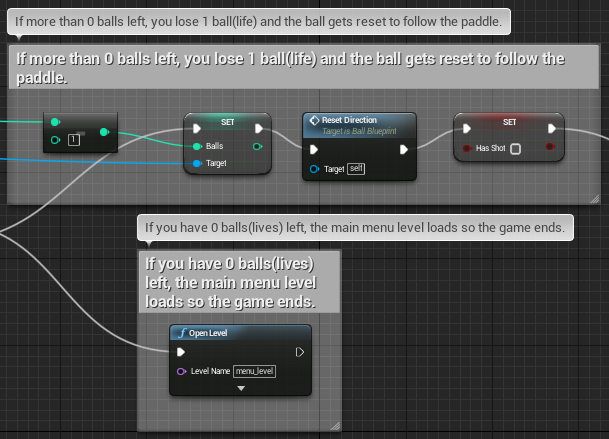 If more than 0 balls left, you lose 1 ball(life) and the ball gets reset to follow the paddle.
If more than 0 balls left, you lose 1 ball(life) and the ball gets reset to follow the
paddle.
1
SET
Balls
Target
Reset Direction
Target is Ball Blueprint
Target self
SET
Has Shot
If you have 0 balls(lives) left, the main menu level loads so the game ends.
If you have 0 balls(lives)
left, the main menu level
loads so the game ends.
f Open Level
Level Name menu_level